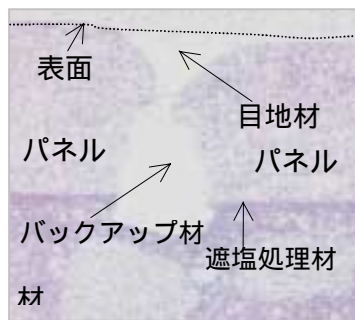 表面
目地材
パネル
パネル
バックアップ材
遮塩処理材
材